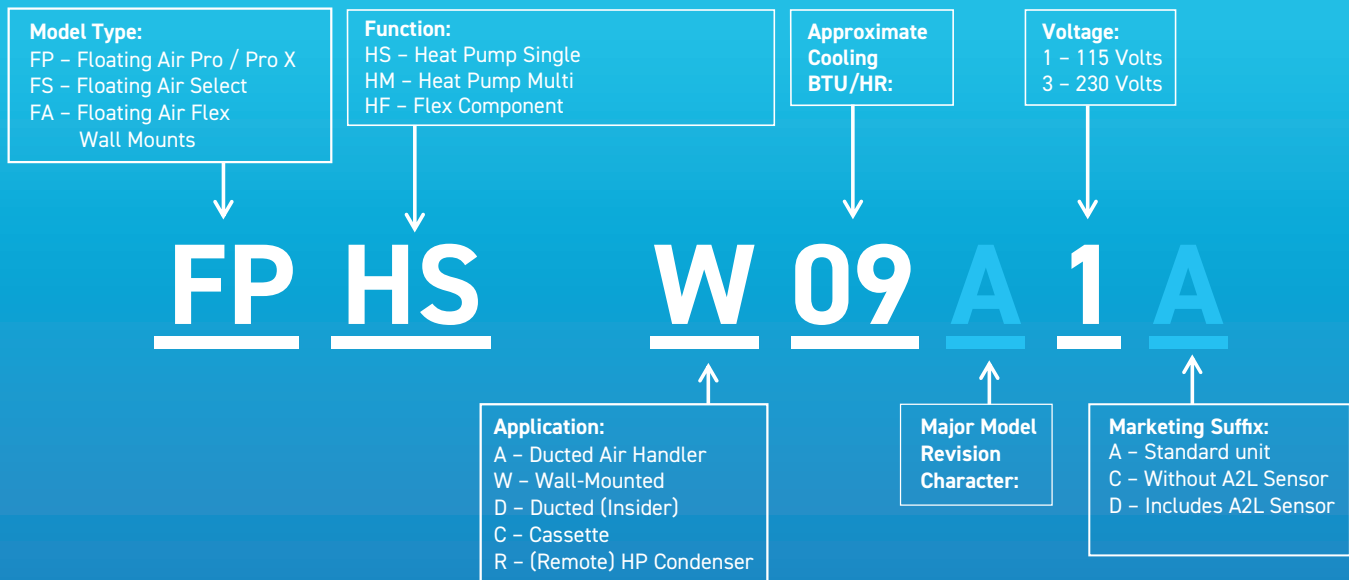 Model Type:
FP – Floating Air Pro / Pro X
FS – Floating Air Select
FA – Floating Air Flex
Wall Mounts
Function:
HS – Heat Pump Single
HM – Heat Pump Multi
HF – Flex Component
Approximate
Cooling
BTU/HR:
Voltage:
1 – 115 Volts
3 – 230 Volts
FP HS W 09 A 1 A
Application:
A – Ducted Air Handler
W – Wall-Mounted
D – Ducted (Insider)
C – Cassette
R – (Remote) HP Condenser
Major Model
Revision
Character:
Marketing Suffix:
A – Standard unit
C – Without A2L Sensor
D – Includes A2L Sensor